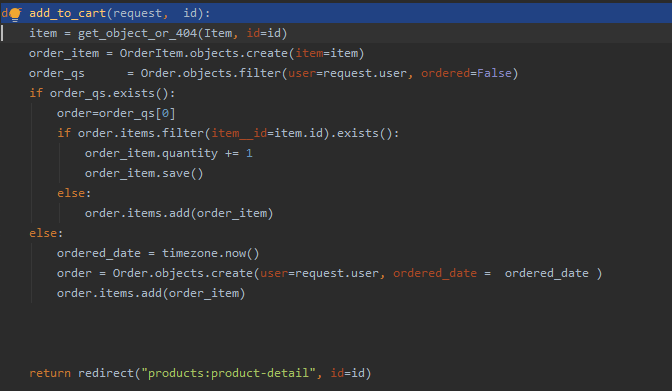 d add_to_cart(request,  id):
    item = get_object_or_404(Item, id=id)
    order_item = OrderItem.objects.create(item=item)
    order_qs      = Order.objects.filter(user=request.user, ordered=False)
    if order_qs.exists():
        order=order_qs[0]
        if order.items.filter(item__id=item.id).exists():
            order_item.quantity += 1
            order_item.save()
        else:
            order.items.add(order_item)
    else:
        ordered_date = timezone.now()
        order = Order.objects.create(user=request.user, ordered_date =  ordered_date )
        order.items.add(order_item)
    return redirect("products:product-detail", id=id)